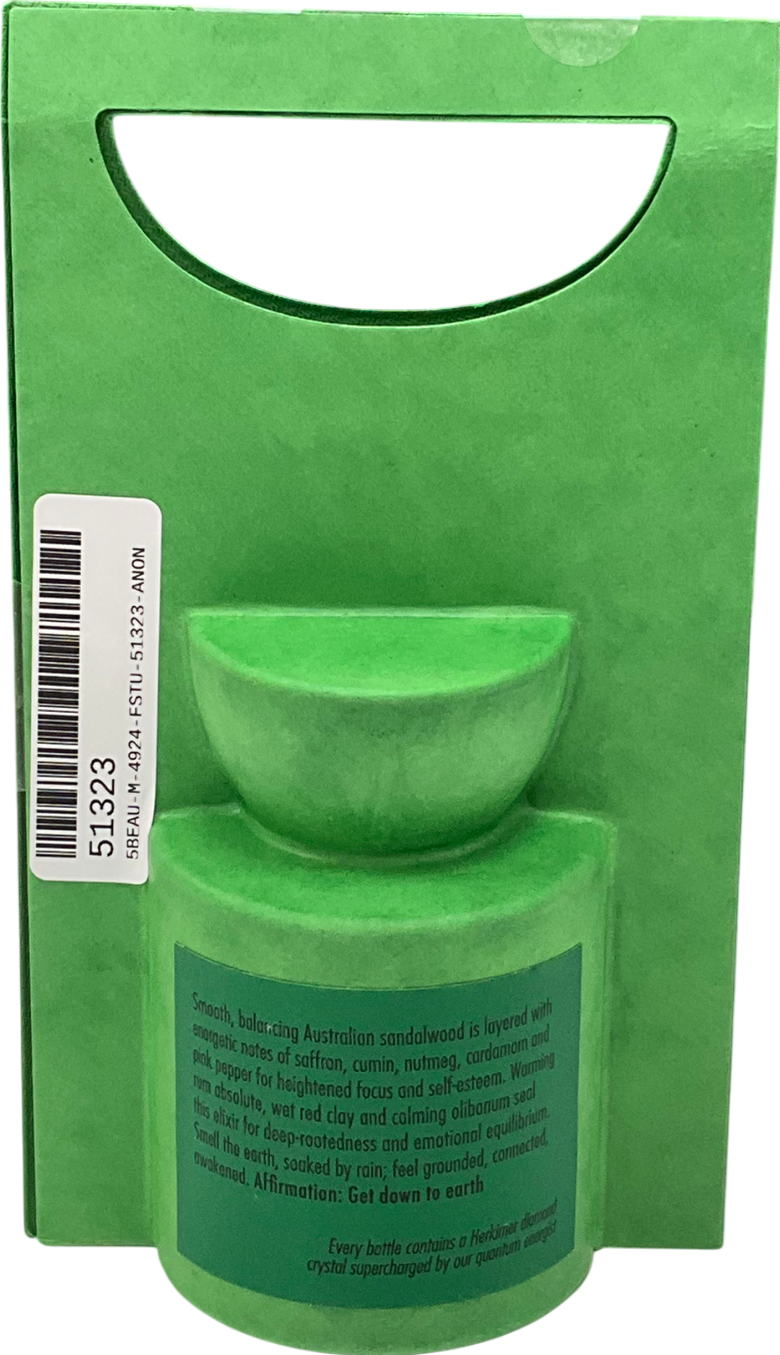 51323
5BEAU-M-4924-FSTU-51323-ANON
Smooth, balancing Australian sandalwood is layered with
energetic notes of saffron, cumin, nutmeg, cardamom and
pink pepper for heightened focus and self-esteem. Warming
rum absolute, wet red clay and calming olibanum seal
this elixir for deep-rootedness and emotional equilibrium.
Smell the earth, soaked by rain; feel grounded, connected,
awakened. Affirmation: Get down to earth
Every bottle contains a Herkimer diamond
crystal supercharged by our quantum energist